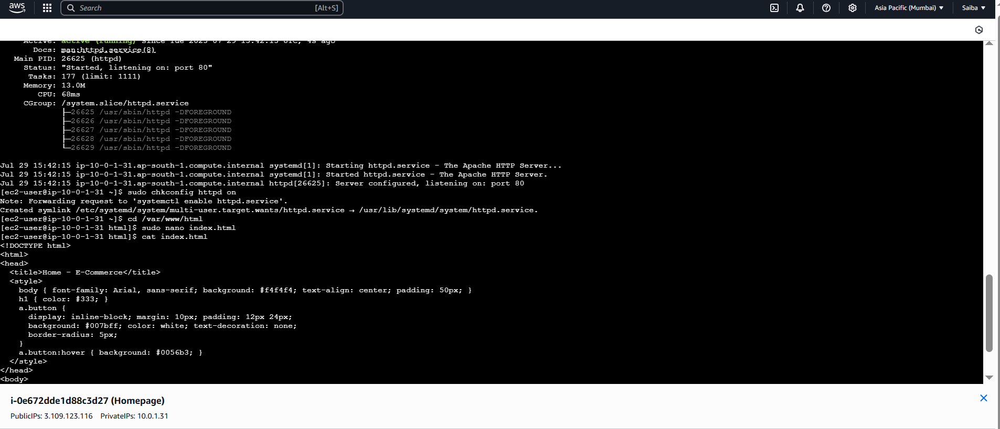 aws
Search [Alt+S] Asia Pacific (Mumbai) Saiba
Active: active (running) since Tue 2025-07-29 15:42:15 UTC; 4s ago
Docs: man:httpd.service(8)
Main PID: 26625 (httpd)
Status: "Started, listening on: port 80"
Tasks: 177 (limit: 1111)
Memory: 13.0M
CPU: 68ms
CGroup: /system.slice/httpd.service
├─26625 /usr/sbin/httpd -DFOREGROUND
├─26626 /usr/sbin/httpd -DFOREGROUND
├─26627 /usr/sbin/httpd -DFOREGROUND
├─26628 /usr/sbin/httpd -DFOREGROUND
└─26629 /usr/sbin/httpd -DFOREGROUND
Jul 29 15:42:15 ip-10-0-1-31.ap-south-1.compute.internal systemd[1]: Starting httpd.service - The Apache HTTP Server...
Jul 29 15:42:15 ip-10-0-1-31.ap-south-1.compute.internal systemd[1]: Started httpd.service - The Apache HTTP Server.
Jul 29 15:42:15 ip-10-0-1-31.ap-south-1.compute.internal httpd[26625]: Server configured, listening on: port 80
[ec2-user@ip-10-0-1-31 ~]$ sudo chkconfig httpd on
Note: Forwarding request to 'systemctl enable httpd.service'.
Created symlink /etc/systemd/system/multi-user.target.wants/httpd.service → /usr/lib/systemd/system/httpd.service.
[ec2-user@ip-10-0-1-31 ~]$ cd /var/www/html
[ec2-user@ip-10-0-1-31 html]$ sudo nano index.html
[ec2-user@ip-10-0-1-31 html]$ cat index.html
<!DOCTYPE html>
<html>
<head>
<title>Home - E-Commerce</title>
<style>
body { font-family: Arial, sans-serif; background: #f4f4f4; text-align: center; padding: 50px; }
h1 { color: #333; }
a.button {
display: inline-block; margin: 10px; padding: 12px 24px;
background: #007bff; color: white; text-decoration: none;
border-radius: 5px;
}
a.button:hover { background: #0056b3; }
</style>
</head>
<body>
i-0e672dde1d88c3d27 (Homepage)
PublicIPs: 3.109.123.116 PrivateIPs: 10.0.1.31